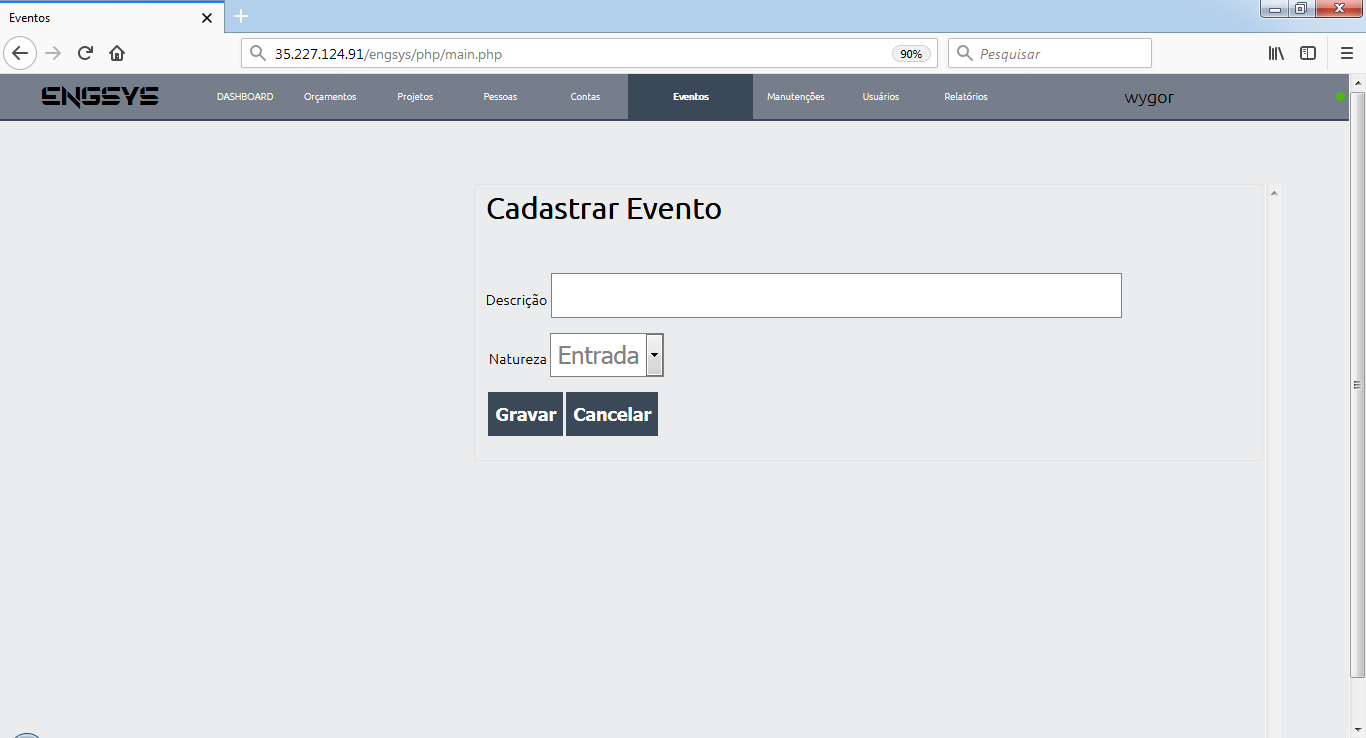 Eventos
35.227.124.91/engsys/php/main.php 90% Pesquisar
ENGSYS DASHBOARD Orçamentos Projetos Pessoas Contas Eventos Manutenções Usuários Relatórios wygor
Cadastrar Evento
Descrição
Natureza Entrada
Gravar Cancelar